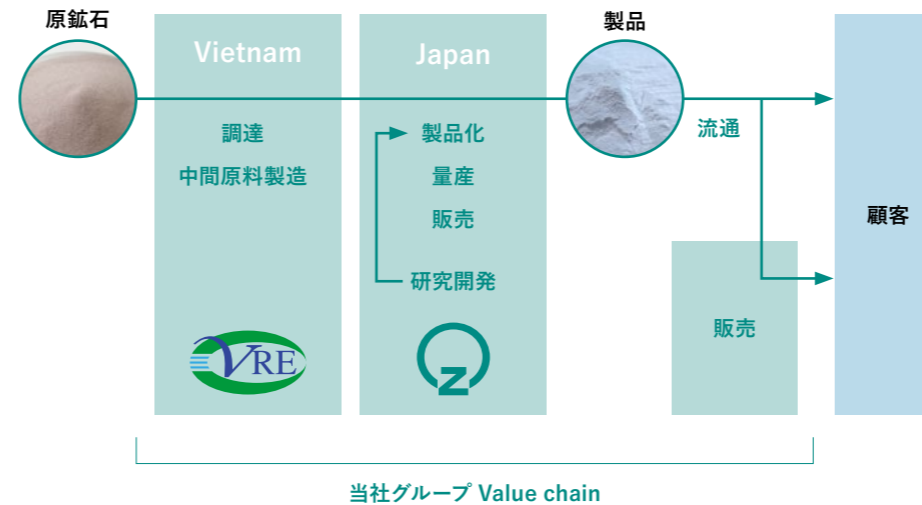 原鉱石
Vietnam
調達
中間原料製造
VRE
Japan
製品化
量産
販売
研究開発
Z
製品
流通
販売
顧客
当社グループ Value chain